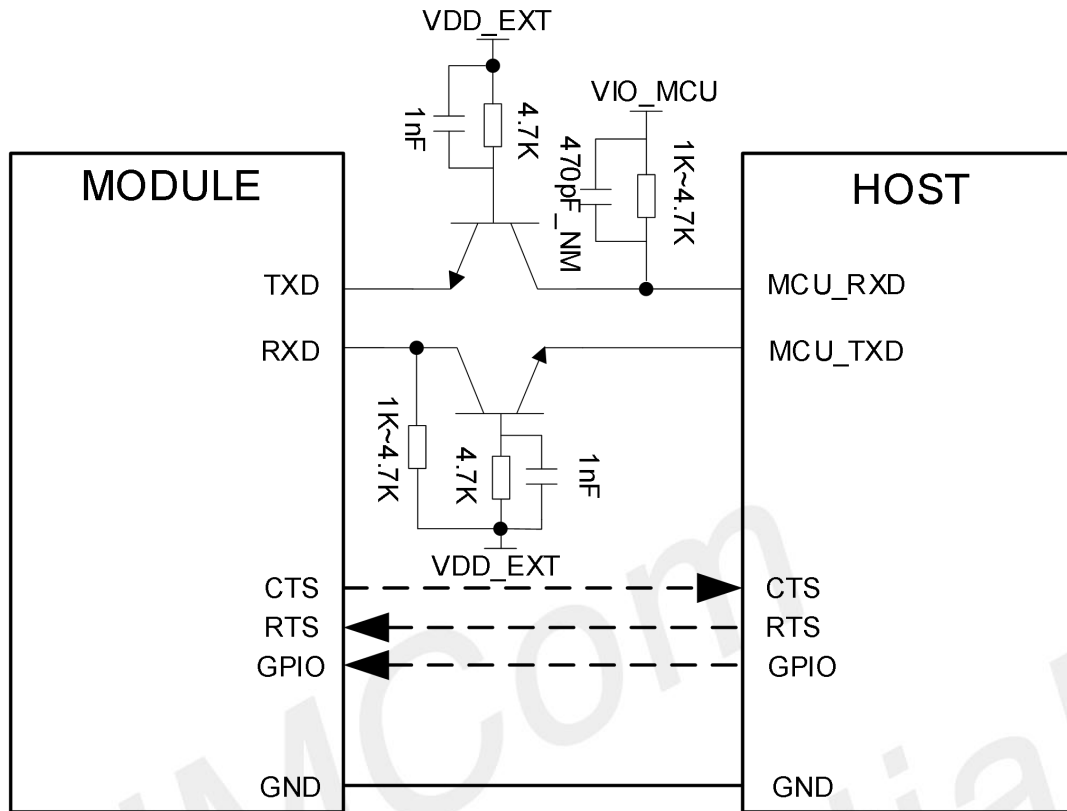 VDD_EXT
1nF
4.7K
VIO_MCU
470pF_NM
1K~4.7K
MODULE
HOST
TXD
MCU_RXD
RXD
MCU_TXD
1K~4.7K
4.7K
1nF
VDD_EXT
CTS
CTS
RTS
RTS
GPIO
GPIO
GND
GND